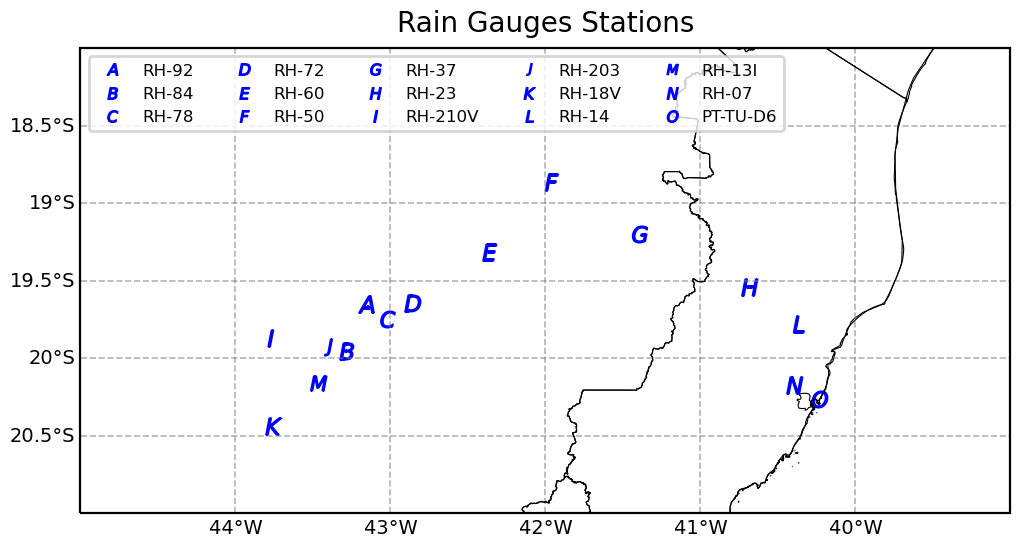 Rain Gauges Stations
A RH-92 D RH-72 G RH-37 J RH-203 M RH-13I
B RH-84 E RH-60 H RH-23 K RH-18V N RH-07
C RH-78 F RH-50 I RH-210V L RH-14 O PT-TU-D6
18.5°S
F
19°S
G
E
19.5°S
H
A D
C
L
I J B
20°S
M N
O
K
20.5°S
44°W 43°W 42°W 41°W 40°W